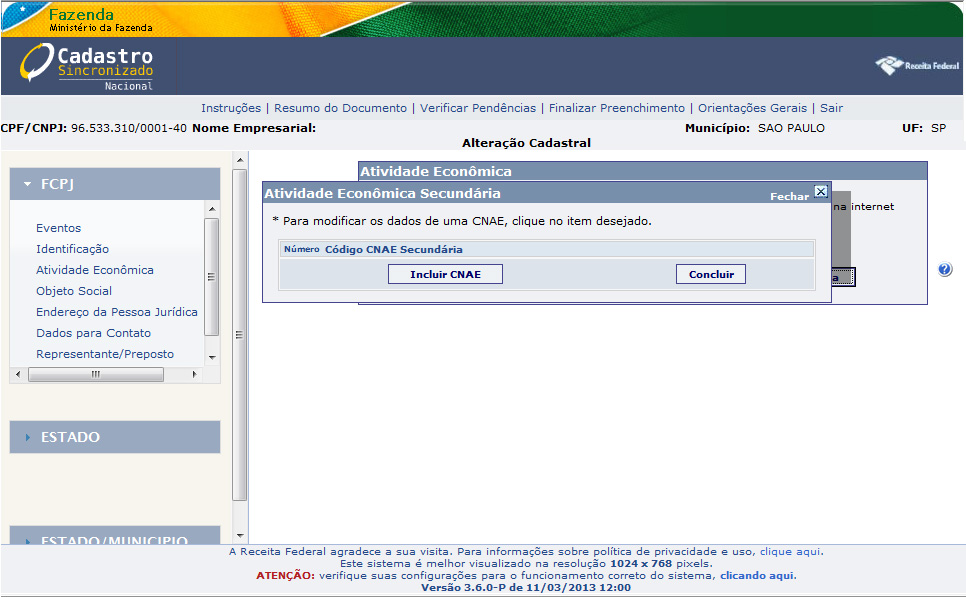 Fazenda
Ministério da Fazenda
Cadastro
Sincronizado
Nacional
Receita Federal
Instruções | Resumo do Documento | Verificar Pendências | Finalizar Preenchimento | Orientações Gerais | Sair
CPF/CNPJ: 96.533.310/0001-40 Nome Empresarial: Município: SAO PAULO UF: SP
Alteração Cadastral
FCPJ
Eventos
Identificação
Atividade Econômica
Objeto Social
Endereço da Pessoa Jurídica
Dados para Contato
Representante/Preposto
ESTADO
ESTADO/MUNICIPIO
Atividade Econômica
Atividade Econômica Secundária
Fechar X
na internet
* Para modificar os dados de uma CNAE, clique no item desejado.
Número Código CNAE Secundária
Incluir CNAE Concluir
a
?
A Receita Federal agradece a sua visita. Para informações sobre política de privacidade e uso, clique aqui.
Este sistema é melhor visualizado na resolução 1024 x 768 pixels.
ATENÇÃO: verifique suas configurações para o funcionamento correto do sistema, clicando aqui.
Versão 3.6.0-P de 11/03/2013 12:00